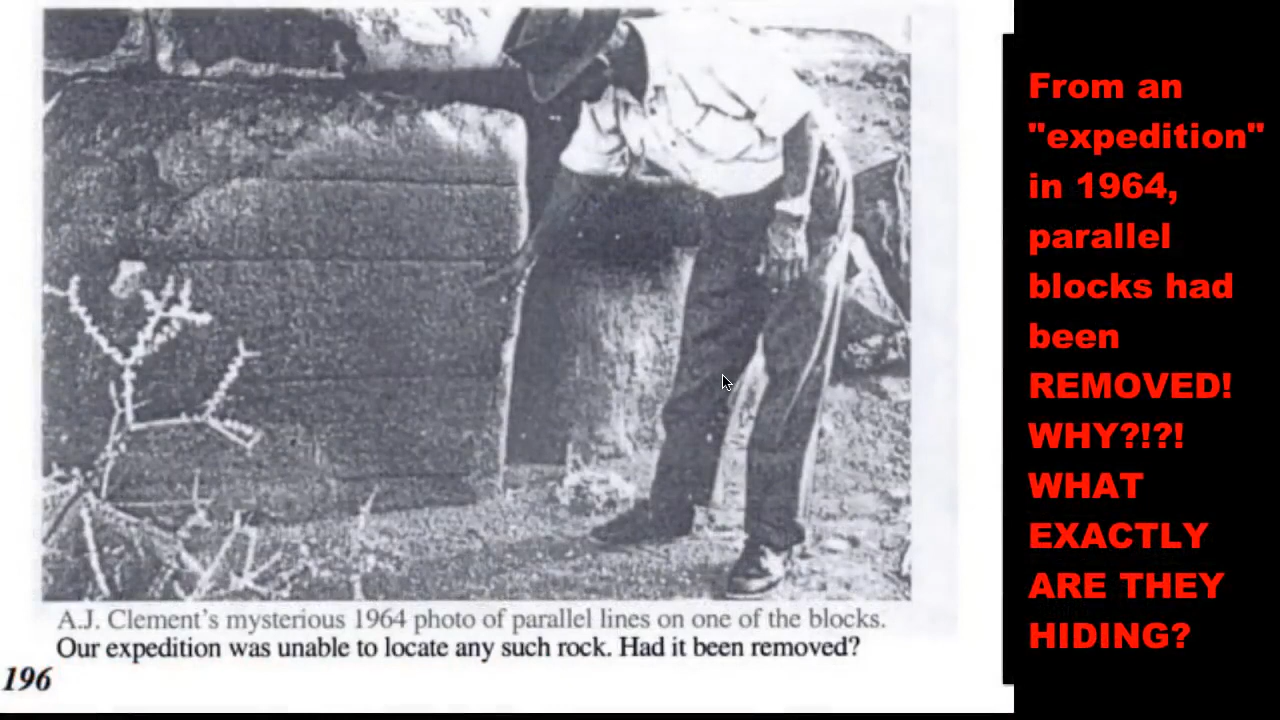 A.J. Clement's mysterious 1964 photo of parallel lines on one of the blocks.
Our expedition was unable to locate any such rock. Had it been removed?
196
From an
"expedition"
in 1964,
parallel
blocks had
been
REMOVED!
WHY?!?!
WHAT
EXACTLY
ARE THEY
HIDING?